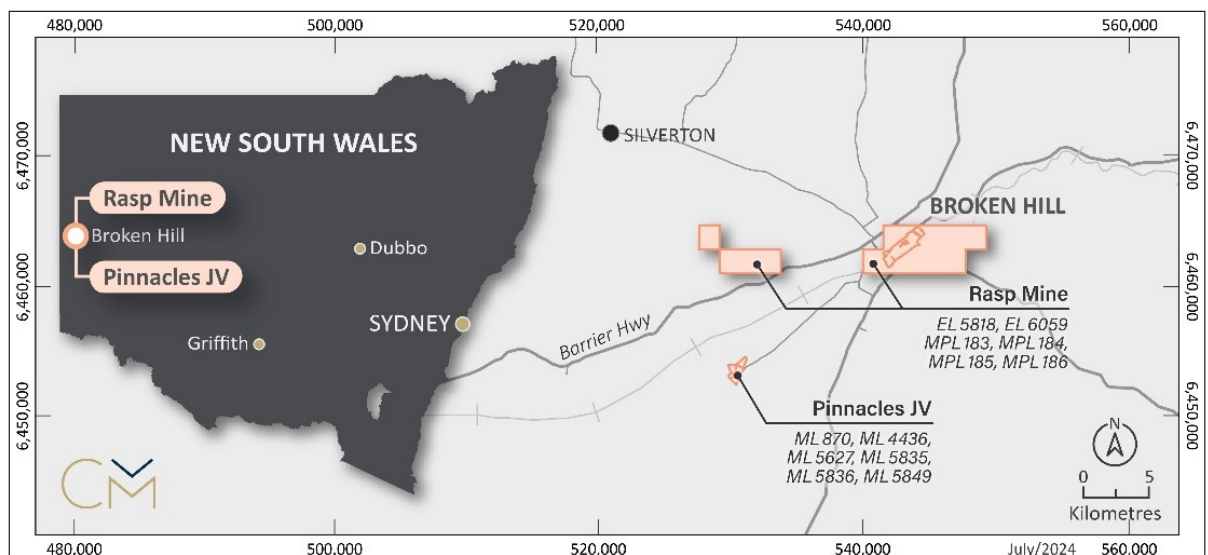 480,000
500,000
520,000
540,000
560,000
6,470,000
6,460,000
6,450,000
NEW SOUTH WALES
Rasp Mine
Broken Hill
Pinnacles JV
Dubbo
SYDNEY
Griffith
CM
SILVERTON
BROKEN HILL
Barrier Hwy
Rasp Mine
EL 5818, EL 6059
MPL 183, MPL 184,
MPL 185, MPL 186
Pinnacles JV
ML 870, ML 4436,
ML 5627, ML 5835,
ML 5836, ML 5849
N
0 5
Kilometres
6,470,000
6,460,000
6,450,000
480,000
500,000
520,000
540,000
July/2024
560,000